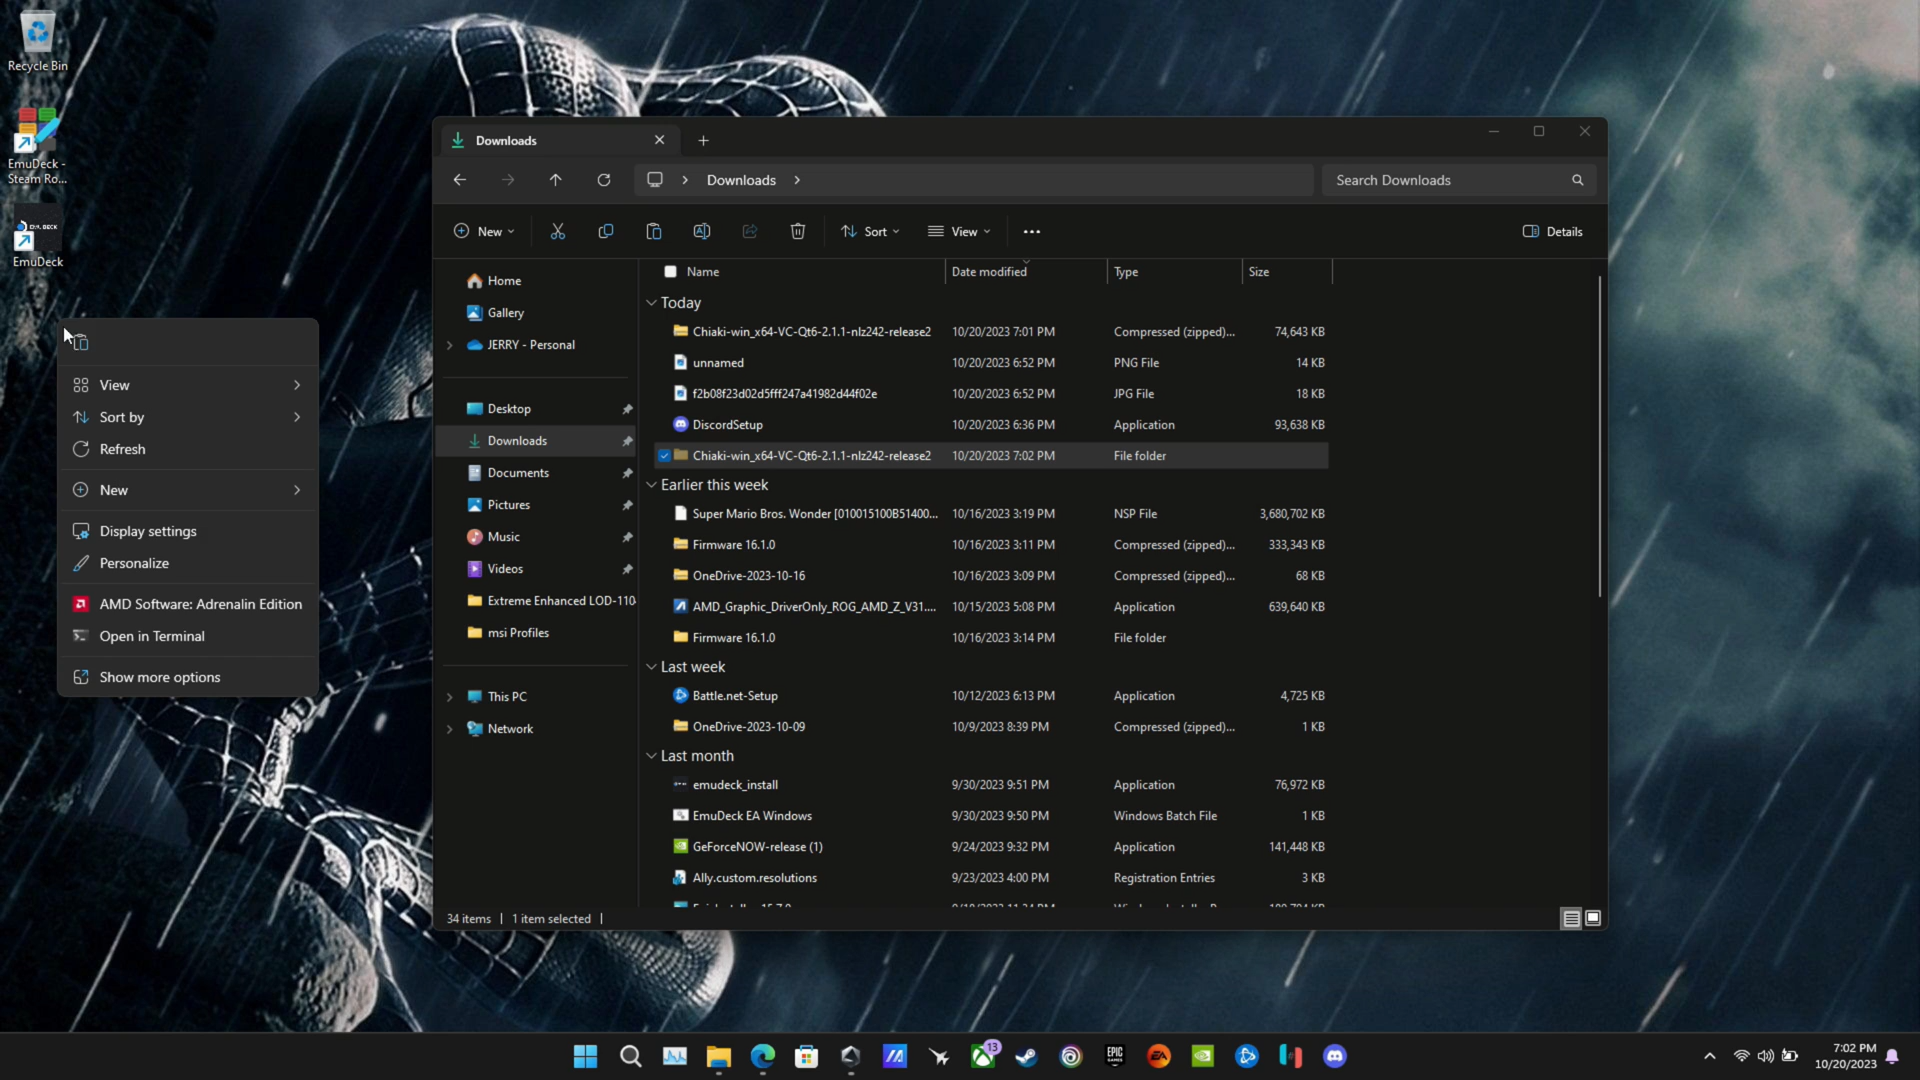 Recycle Bin
EmuDeck -
Steam Ro...
EmuDeck
View
Sort by
Refresh
New
Display settings
Personalize
AMD Software: Adrenalin Edition
Open in Terminal
Show more options
Downloads
Downloads
Search Downloads
New
Sort
View
Details
Home
Gallery
JERRY - Personal
Desktop
Downloads
Documents
Pictures
Music
Videos
Extreme Enhanced LOD-110
msi Profiles
This PC
Network
Name Date modified Type Size
Today
Chiaki-win_x64-VC-Qt6-2.1.1-nlz242-release2 10/20/2023 7:01 PM Compressed (zipped)... 74,643 KB
unnamed 10/20/2023 6:52 PM PNG File 14 KB
f2b08f23d02d5fff247a41982d44f02e 10/20/2023 6:52 PM JPG File 18 KB
DiscordSetup 10/20/2023 6:36 PM Application 93,638 KB
Chiaki-win_x64-VC-Qt6-2.1.1-nlz242-release2 10/20/2023 7:02 PM File folder
Earlier this week
Super Mario Bros. Wonder [010015100B51400... 10/16/2023 3:19 PM NSP File 3,680,702 KB
Firmware 16.1.0 10/16/2023 3:11 PM Compressed (zipped)... 333,343 KB
OneDrive-2023-10-16 10/16/2023 3:09 PM Compressed (zipped)... 68 KB
AMD_Graphic_DriverOnly_ROG_AMD_Z_V31.... 10/15/2023 5:08 PM Application 639,640 KB
Firmware 16.1.0 10/16/2023 3:14 PM File folder
Last week
Battle.net-Setup 10/12/2023 6:13 PM Application 4,725 KB
OneDrive-2023-10-09 10/9/2023 8:39 PM Compressed (zipped)... 1 KB
Last month
emudeck_install 9/30/2023 9:51 PM Application 76,972 KB
EmuDeck EA Windows 9/30/2023 9:50 PM Windows Batch File 1 KB
GeForceNOW-release (1) 9/24/2023 9:32 PM Application 141,448 KB
Ally.custom.resolutions 9/23/2023 4:00 PM Registration Entries 3 KB
34 items 1 item selected
13
EPIC
GAMES
EA
7:02 PM
10/20/2023